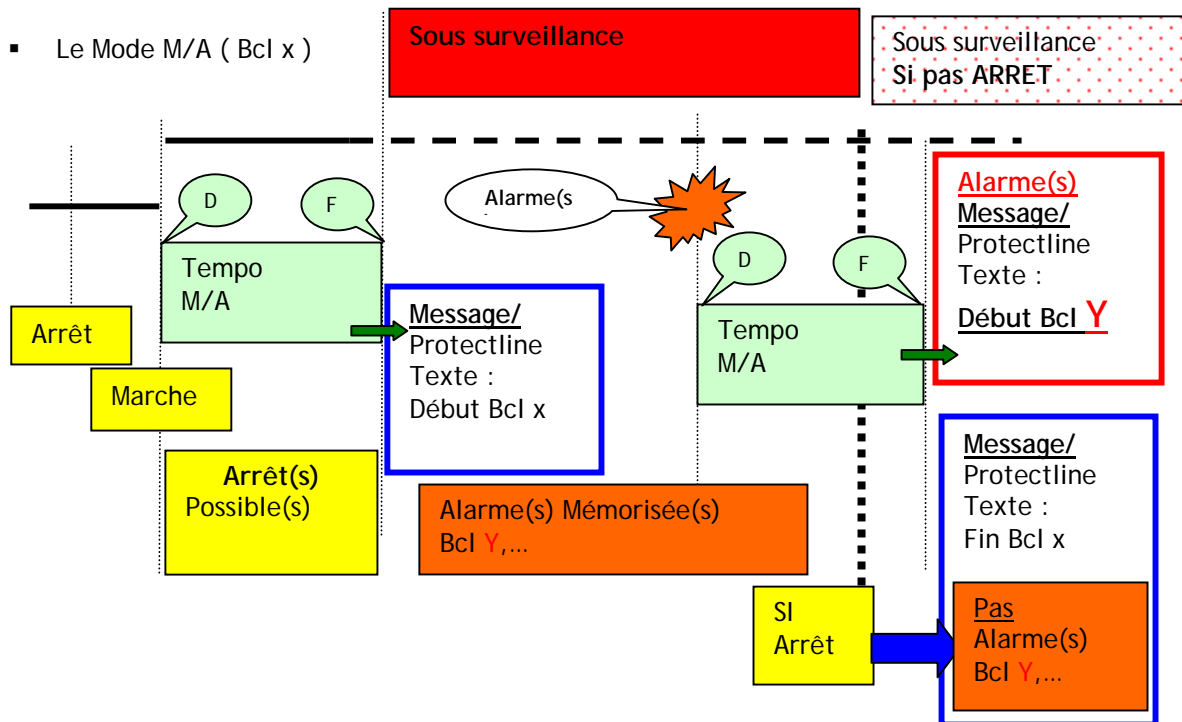 ▪ Le Mode M/A ( Bcl x )
Sous surveillance
Sous surveillance
Si pas ARRET
D
F
Alarme(s
.
D
F
Tempo
M/A
Alarme(s)
Message/
Protectline
Texte :
Début Bcl Y
Arrêt
Marche
Message/
Protectline
Texte :
Début Bcl x
Tempo
M/A
Arrêt(s)
Possible(s)
Alarme(s) Mémorisée(s)
Bcl Y,...
Message/
Protectline
Texte :
Fin Bcl x
SI
Arrêt
Pas
Alarme(s)
Bcl Y,...